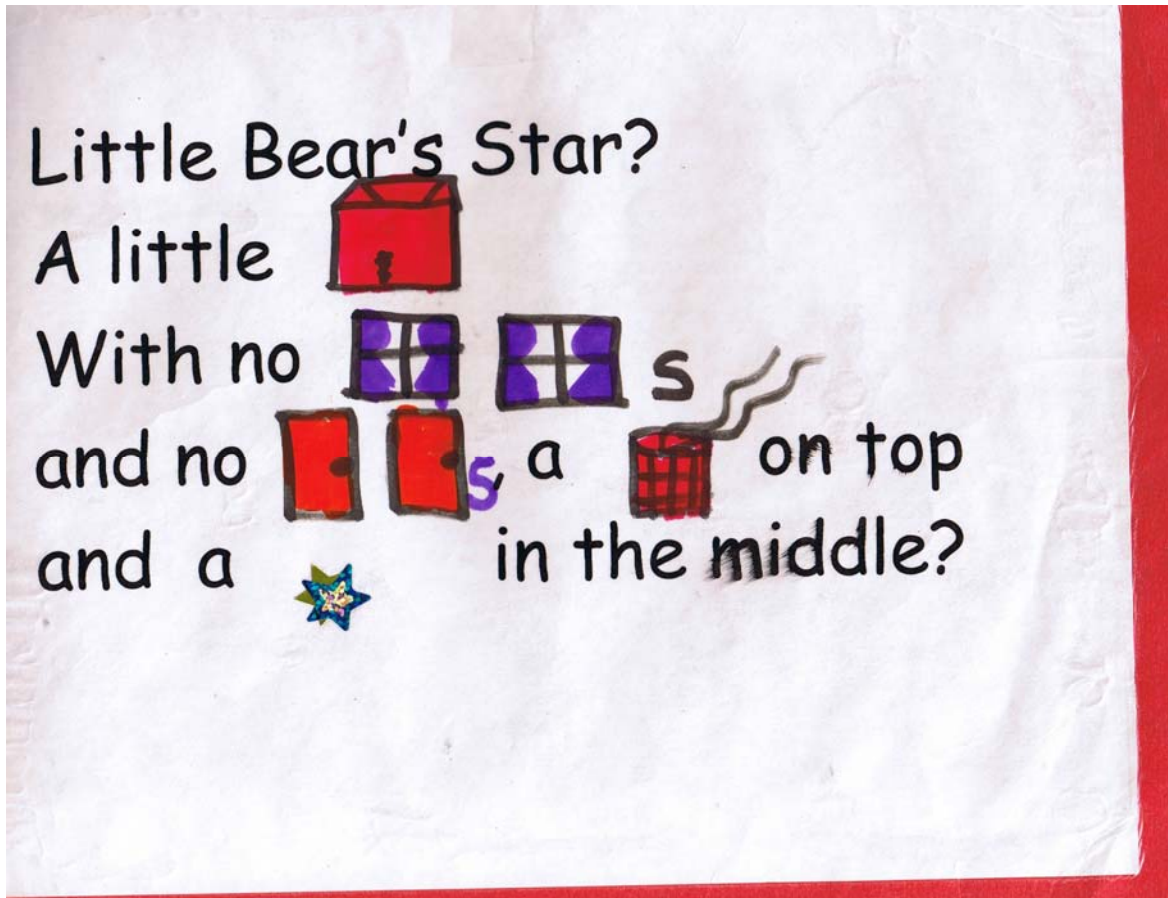 Little Bear's Star?
A little
With no s
and no s, a on top
and a in the middle?